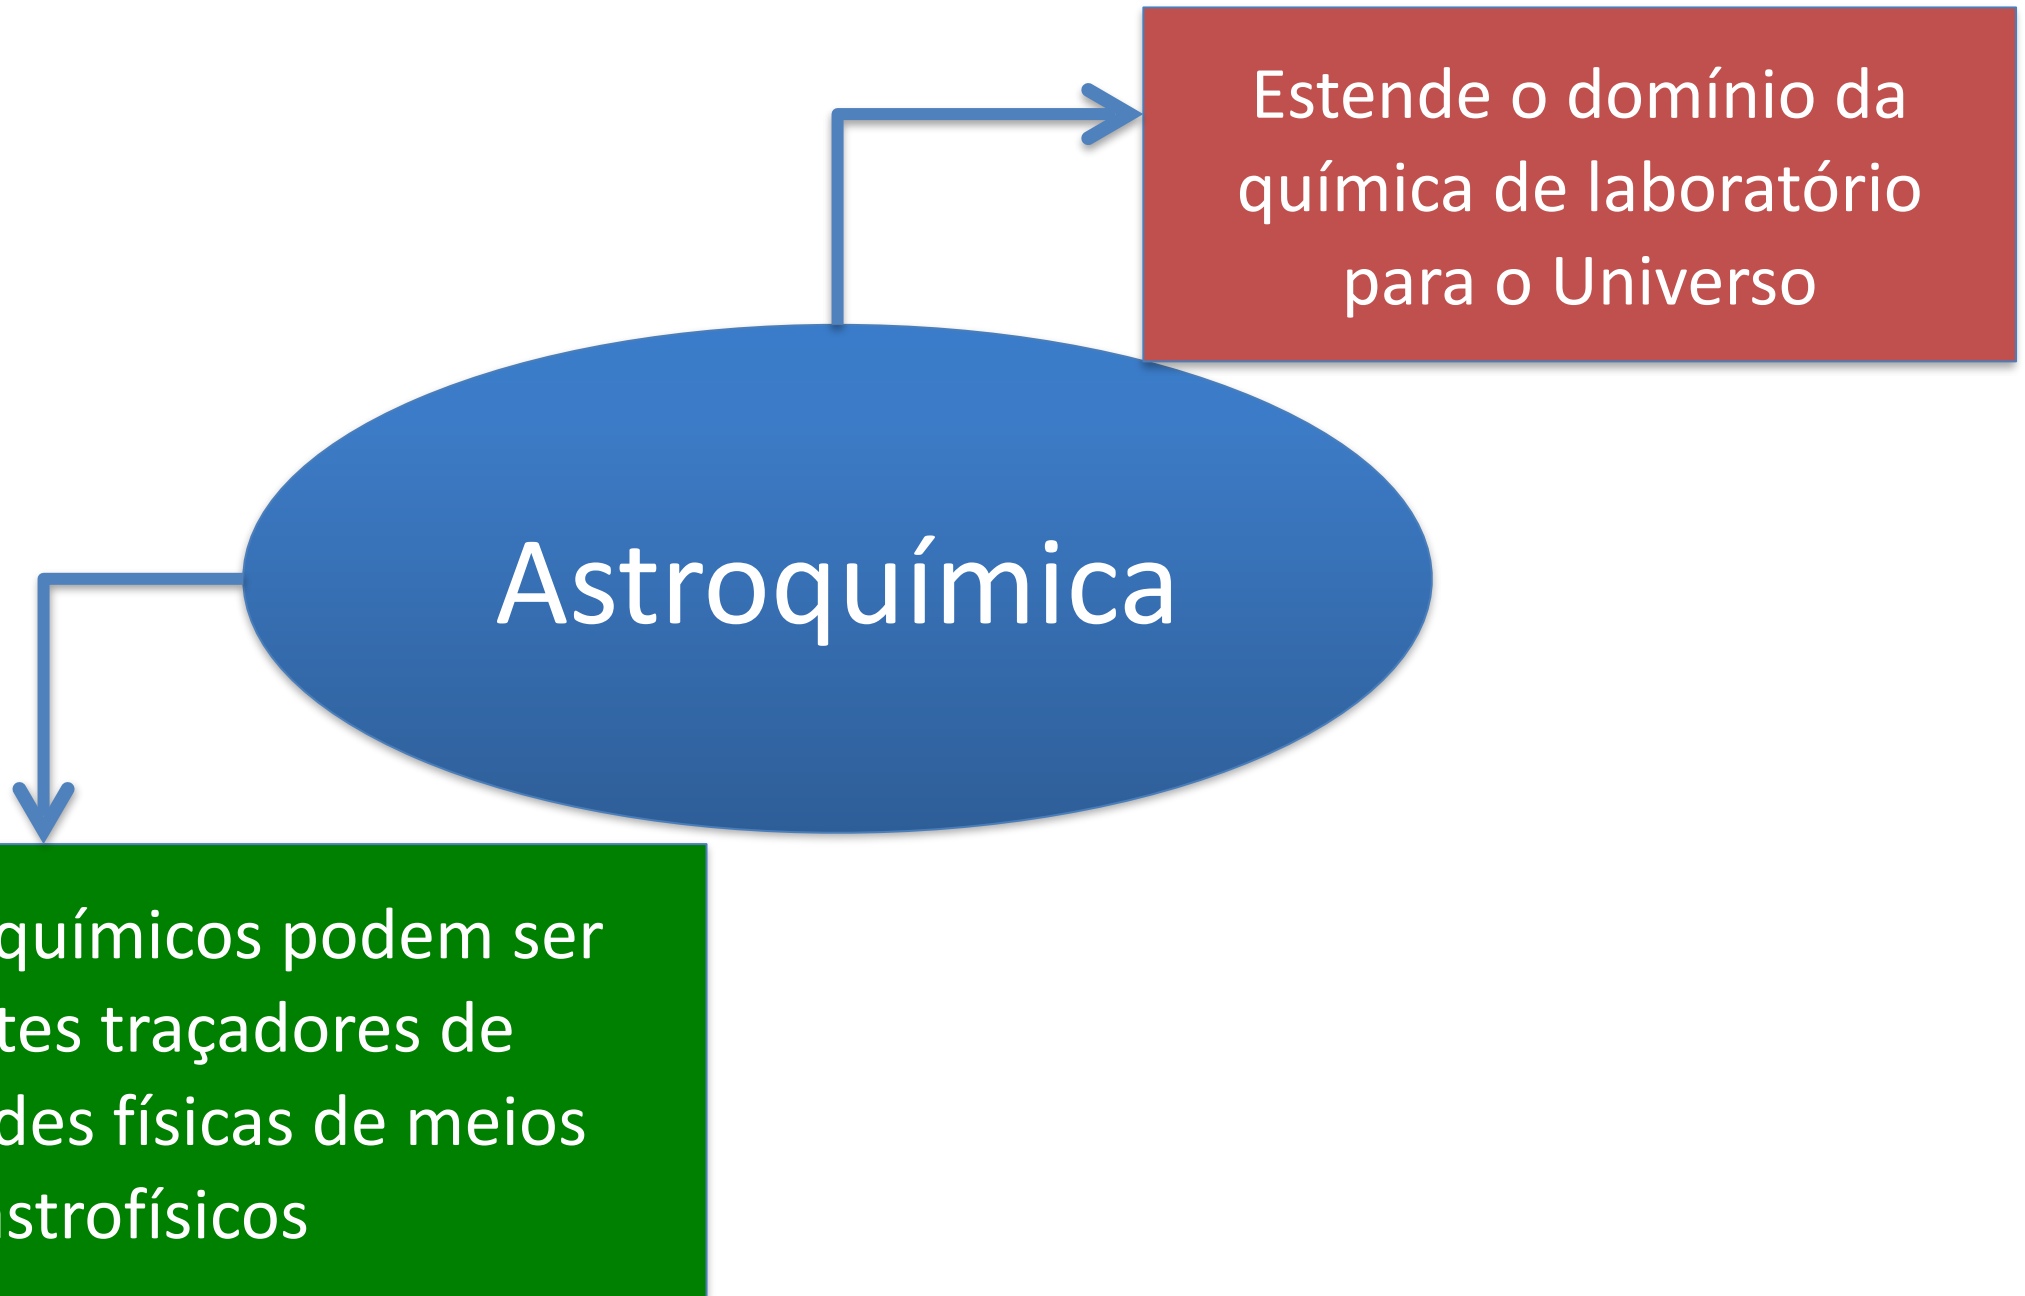 Estende o domínio da
química de laboratório
para o Universo
Astroquímica
químicos podem ser
traçadores de
físicas de meios